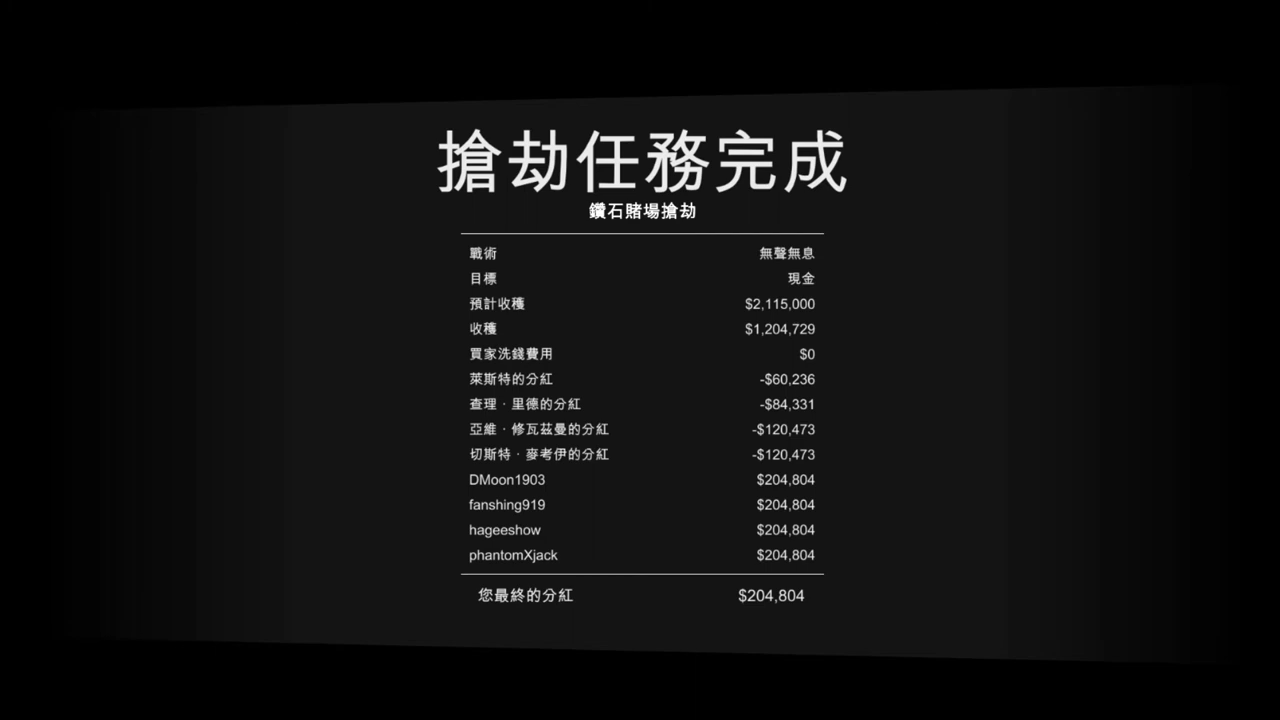 搶劫任務完成
鑽石賭場搶劫
戰術 無聲無息
目標 現金
預計收穫 $2,115,000
收穫 $1,204,729
買家洗錢費用 $0
萊斯特的分紅 -$60,236
查理·里德的分紅 -$84,331
亞維·修瓦茲曼的分紅 -$120,473
切斯特·麥考伊的分紅 -$120,473
DMoon1903 $204,804
fanshing919 $204,804
hageeshow $204,804
phantomXjack $204,804
您最終的分紅 $204,804